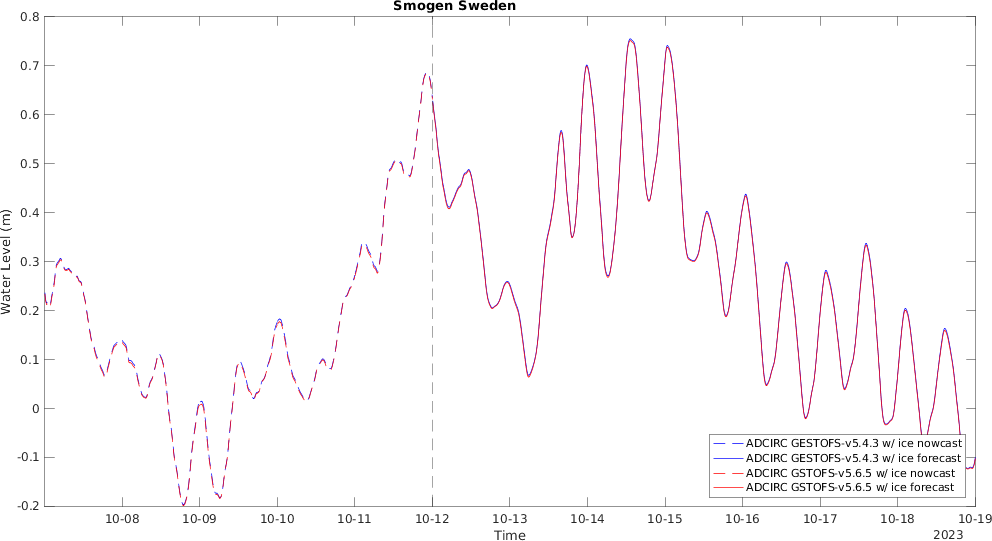 Smogen Sweden
0.8
0.7
0.6
0.5
0.4
0.3
0.2
0.1
0
-0.1
-0.2
Water Level (m)
ADCIRC GESTOFS-v5.4.3 w/ ice nowcast
ADCIRC GESTOFS-v5.4.3 w/ ice forecast
ADCIRC GSTOFS-v5.6.5 w/ ice nowcast
ADCIRC GSTOFS-v5.6.5 w/ ice forecast
10-08 10-09 10-10 10-11 10-12 10-13 10-14 10-15 10-16 10-17 10-18 10-19
Time
2023